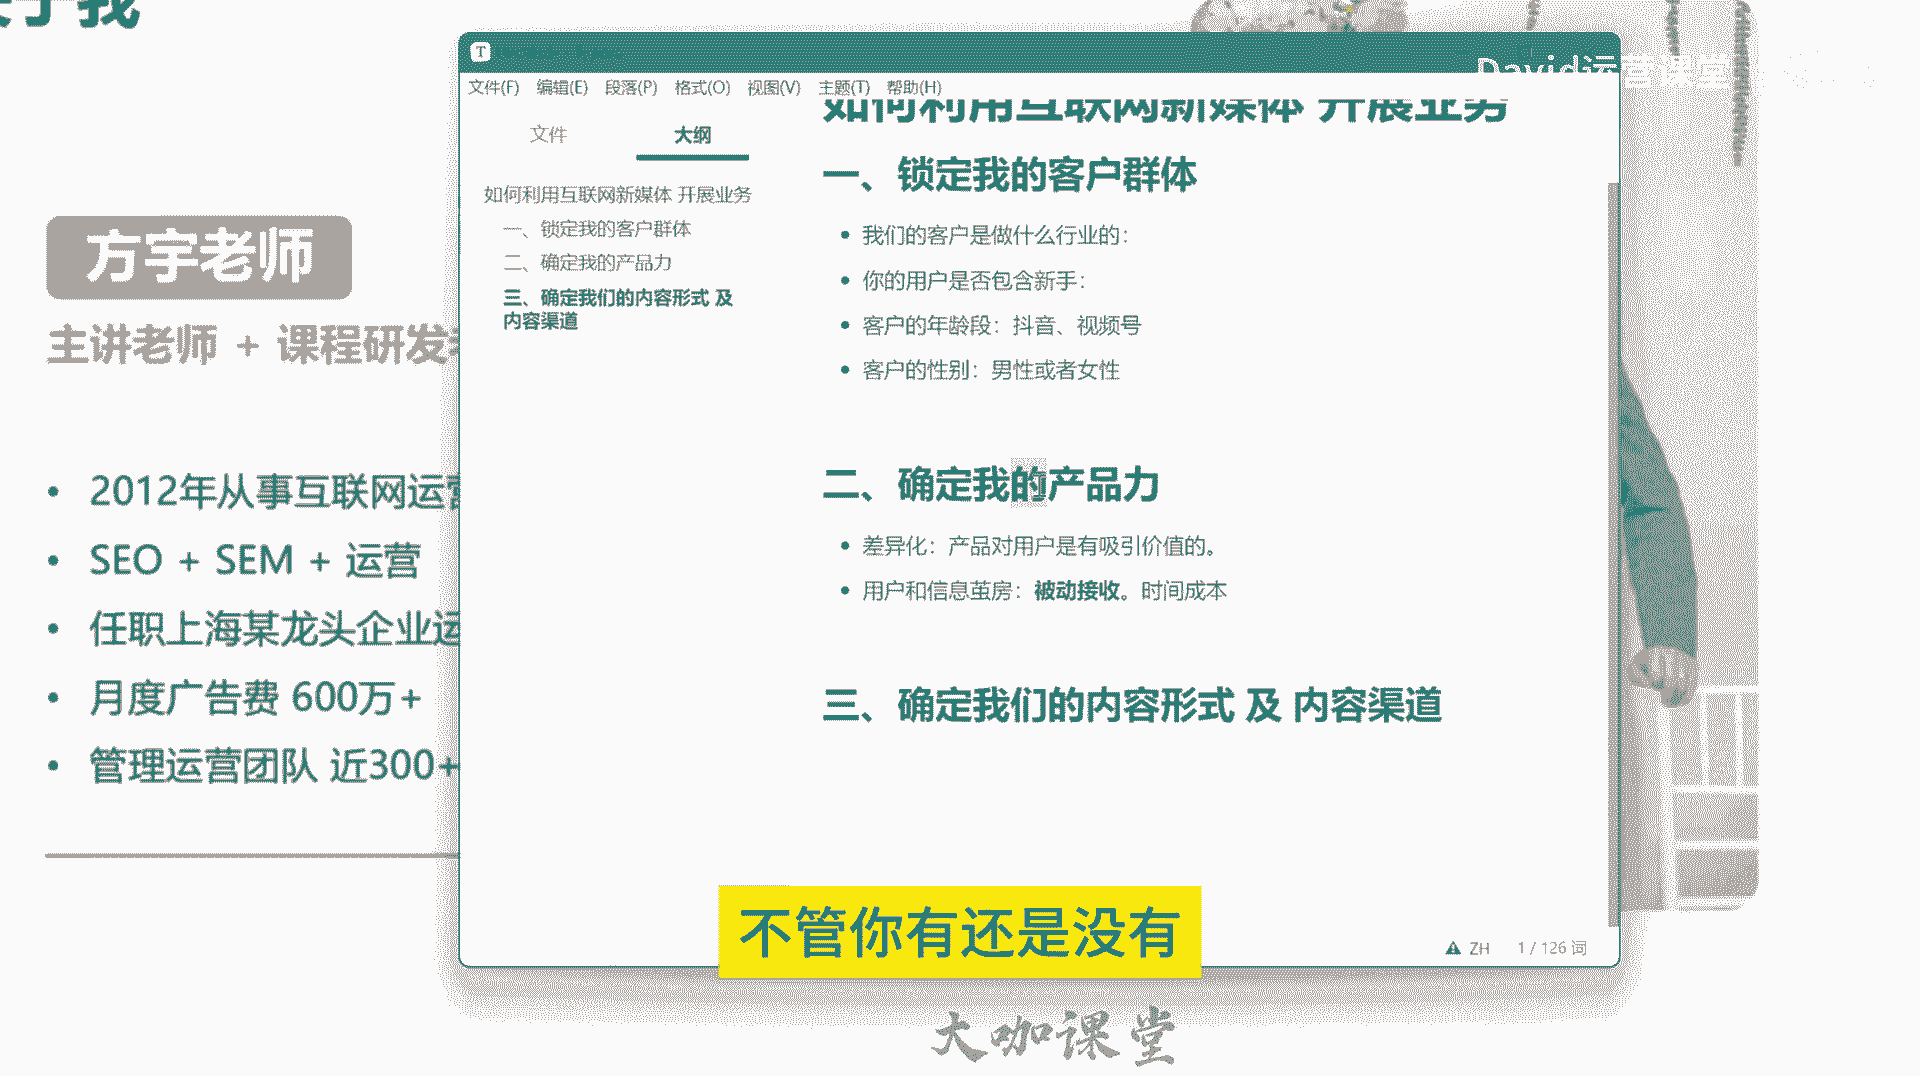 于我
David运营课堂
文件(F) 编辑(E) 段落(P) 格式(O) 视图(V) 主题(T) 帮助(H)
文件 大纲
如何利用互联网新媒体 开展业务
一、锁定我的客户群体
二、确定我的产品力
三、确定我们的内容形式 及
内容渠道
如何利用互联网新媒体 开展业务
一、锁定我的客户群体
我们的客户是做什么行业的：
你的用户是否包含新手：
客户的年龄段：抖音、视频号
客户的性别：男性或者女性
二、确定我的产品力
差异化：产品对用户是有吸引价值的。
用户和信息茧房：被动接收。时间成本
三、确定我们的内容形式 及 内容渠道
ZH 1 / 126 词
方宇老师
主讲老师 + 课程研发
2012年从事互联网运营
SEO + SEM + 运营
任职上海某龙头企业运
月度广告费 600万+
管理运营团队 近300+
不管你有还是没有
大咖课堂